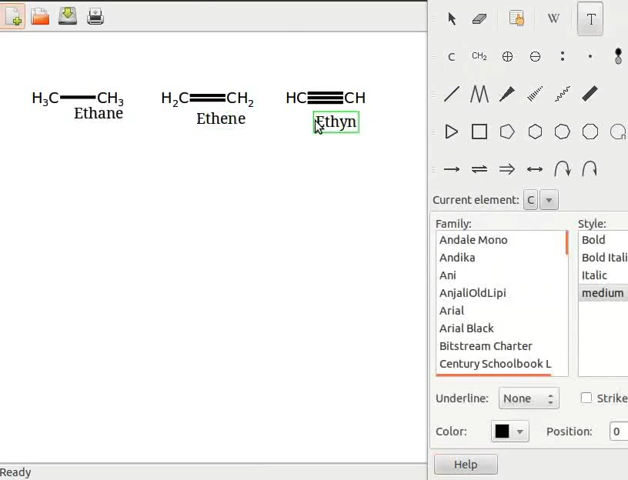 W T
C CH₂
H₃C CH₃ H₂C CH₂ HC CH
Ethane Ethene Ethyn
Current element: C
Family: Style:
Andale Mono Bold
Andika Bold Itali
Ani Italic
AnjaliOldLipi medium
Arial
Arial Black
Bitstream Charter
Century Schoolbook L
Underline: None Strike
Color: Position: 0
Help
Ready